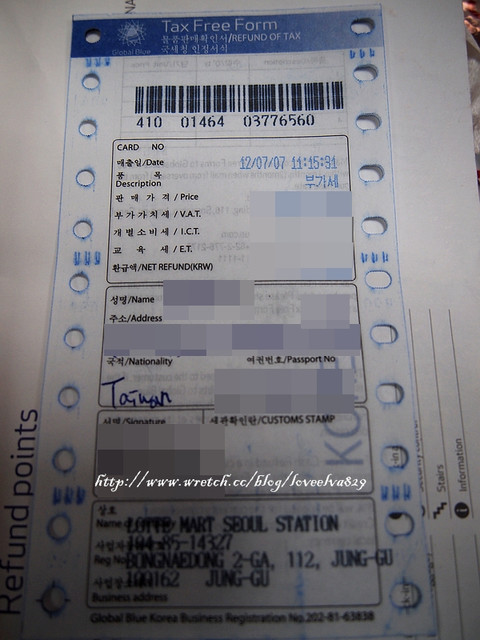 Tax Free Form
물품판매확인서/REFUND OF TAX
국세청 인정서식
Global Blue
410 01464 03776560
CARD NO
매출일/Date 12/07/07 11:15:31
품 목
Description 부가세
판 매 가 격 / Price
부 가 가 치 세 / V.A.T.
개 별 소 비 세 / I.C.T.
교 육 세 / E.T.
환급액/NET REFUND(KRW)
성명/Name
주소/Address
국적/Nationality 여권번호/Passport No
Taiwan
서명/Signature 세관확인란/CUSTOMS STAMP
http://www.wretch.cc/blog/loveelva829
상호
LOTTE MART SEOUL STATION
104-85-14327
BONGNAEDONG 2-GA, 112, JUNG-GU
100162 JUNG-GU
Business address
Global Blue Korea Business Registration No.202-81-63838
Refund points
Stairs
Information